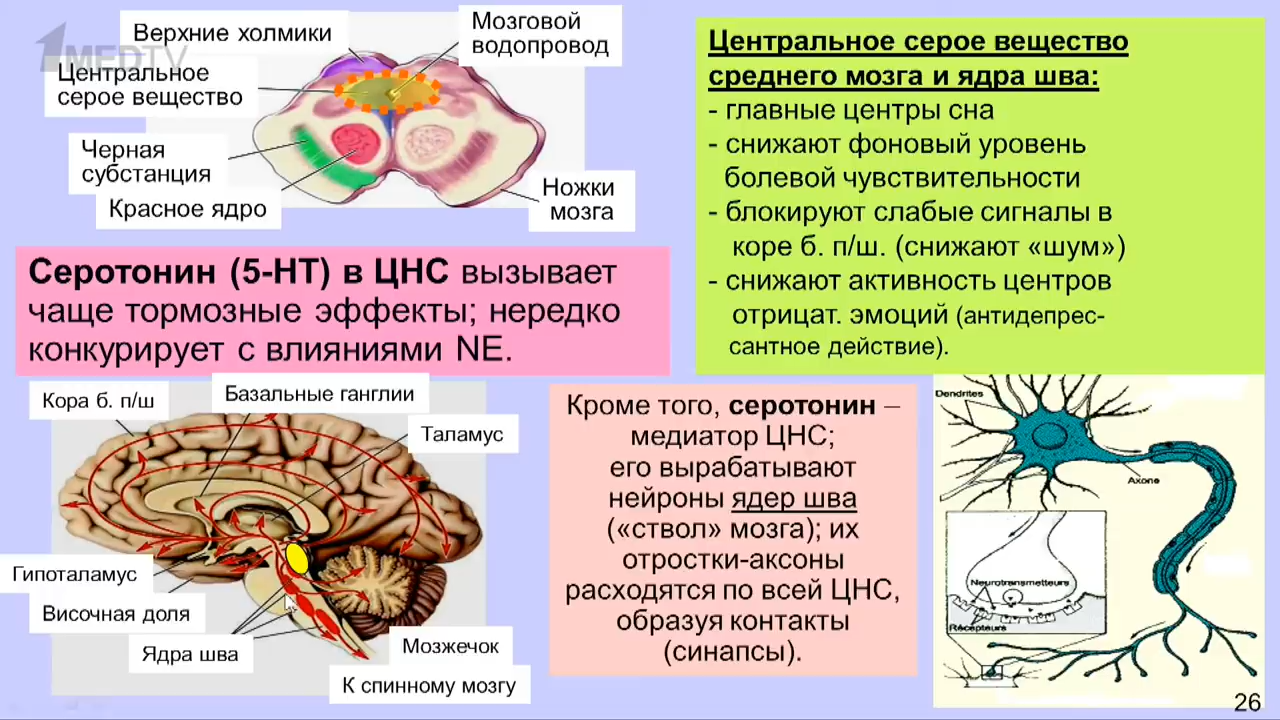 1MEDTV
Верхние холмики
Мозговой
водопровод
Центральное
серое вещество
Черная
субстанция
Красное ядро
Ножки
мозга
Центральное серое вещество
среднего мозга и ядра шва:
- главные центры сна
- снижают фоновый уровень
болевой чувствительности
- блокируют слабые сигналы в
коре б. п/ш. (снижают «шум»)
- снижают активность центров
отрицат. эмоций (антидепрес-
сантное действие).
Серотонин (5-НТ) в ЦНС вызывает
чаще тормозные эффекты; нередко
конкурирует с влияниями NE.
Кора б. п/ш
Базальные ганглии
Таламус
Гипоталамус
Височная доля
Ядра шва
Мозжечок
К спинному мозгу
Кроме того, серотонин –
медиатор ЦНС;
его вырабатывают
нейроны ядер шва
(«ствол» мозга); их
отростки-аксоны
расходятся по всей ЦНС,
образуя контакты
(синапсы).
Dendrites
Axone
Neurotransmetteurs
Récepteurs
26